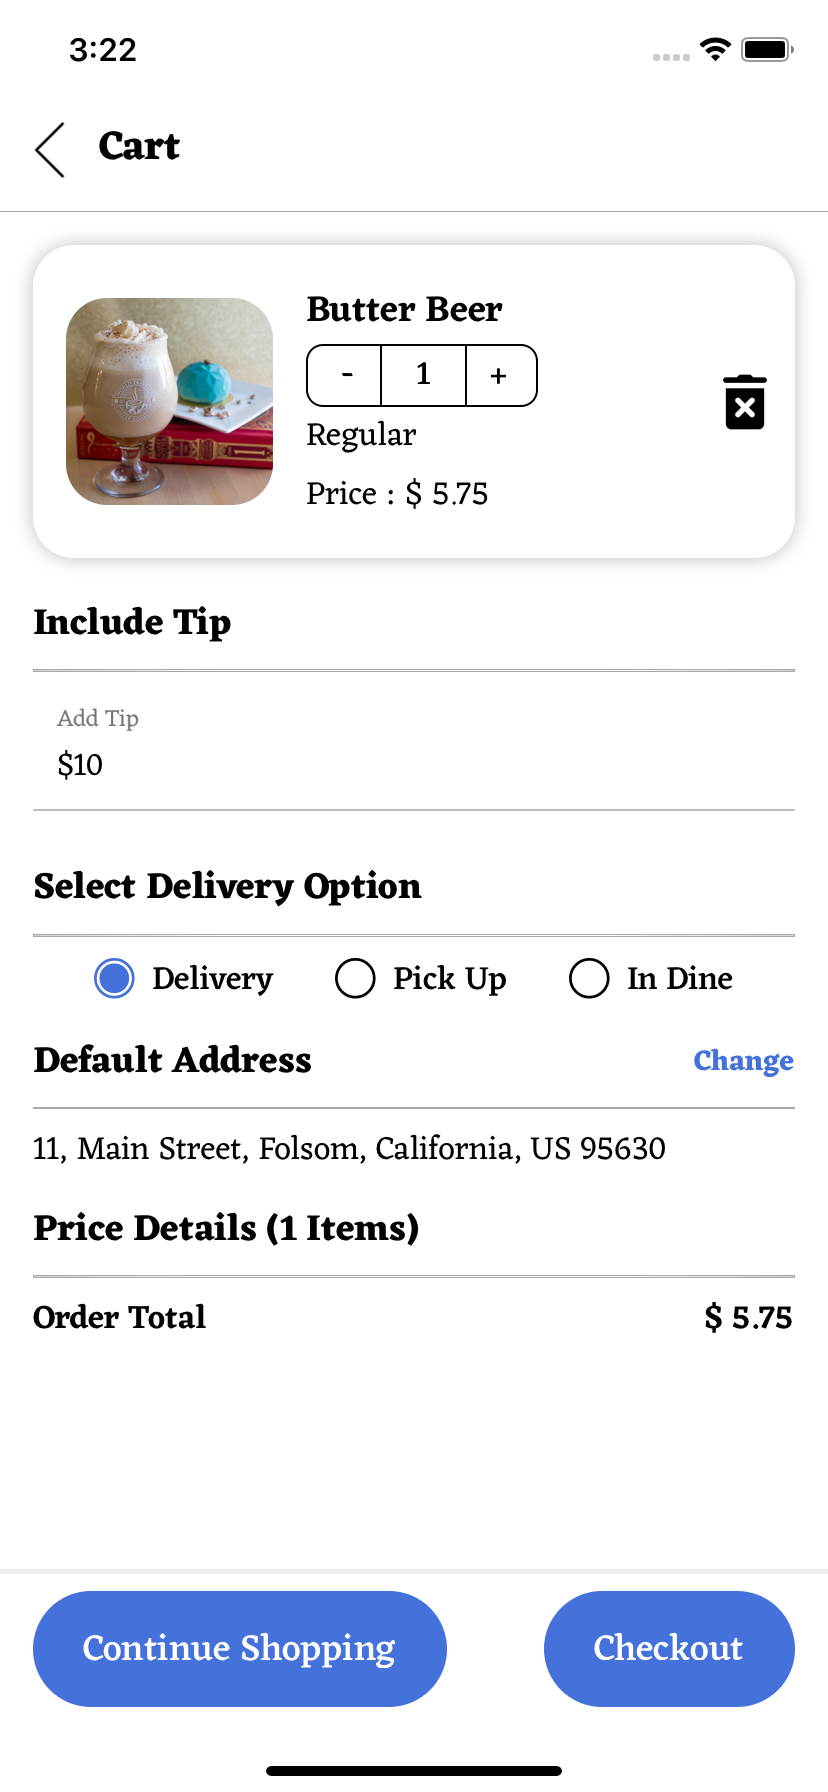 3:22
Cart
Butter Beer
- 1 +
Regular
Price : $ 5.75
Include Tip
Add Tip
$10
Select Delivery Option
Delivery Pick Up In Dine
Default Address Change
11, Main Street, Folsom, California, US 95630
Price Details (1 Items)
Order Total $ 5.75
Continue Shopping Checkout